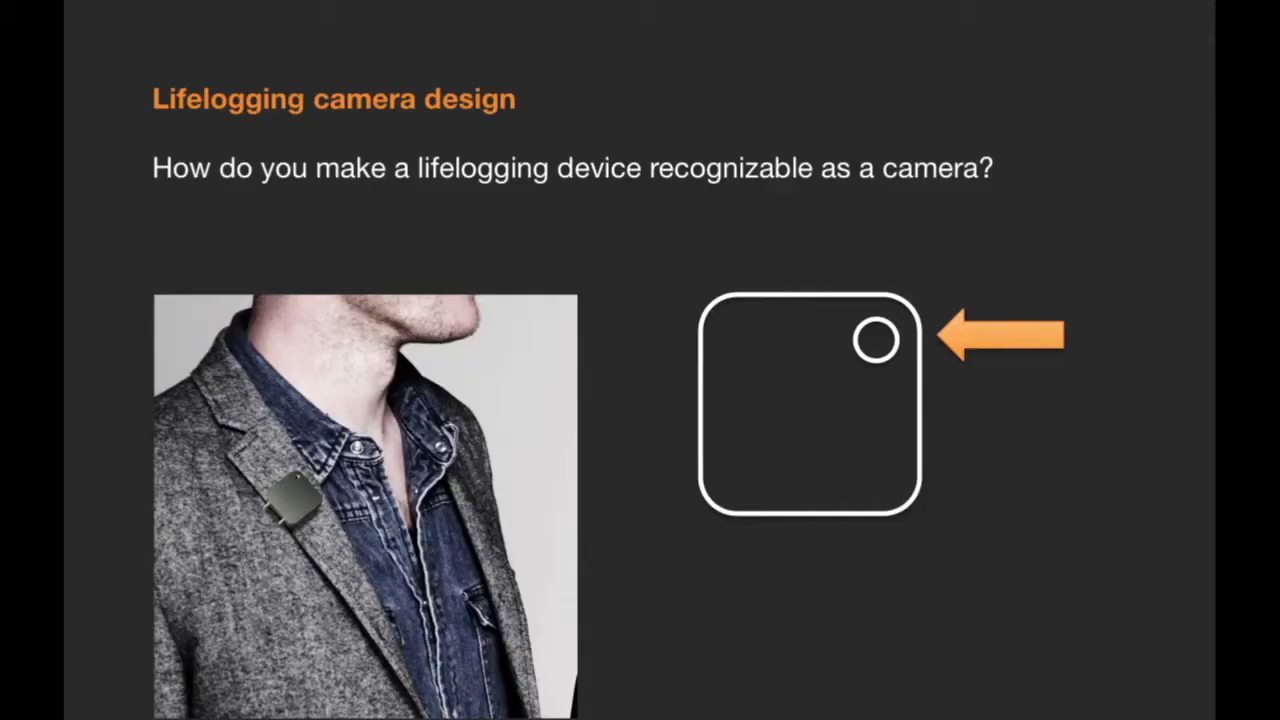 Lifelogging camera design
How do you make a lifelogging device recognizable as a camera?